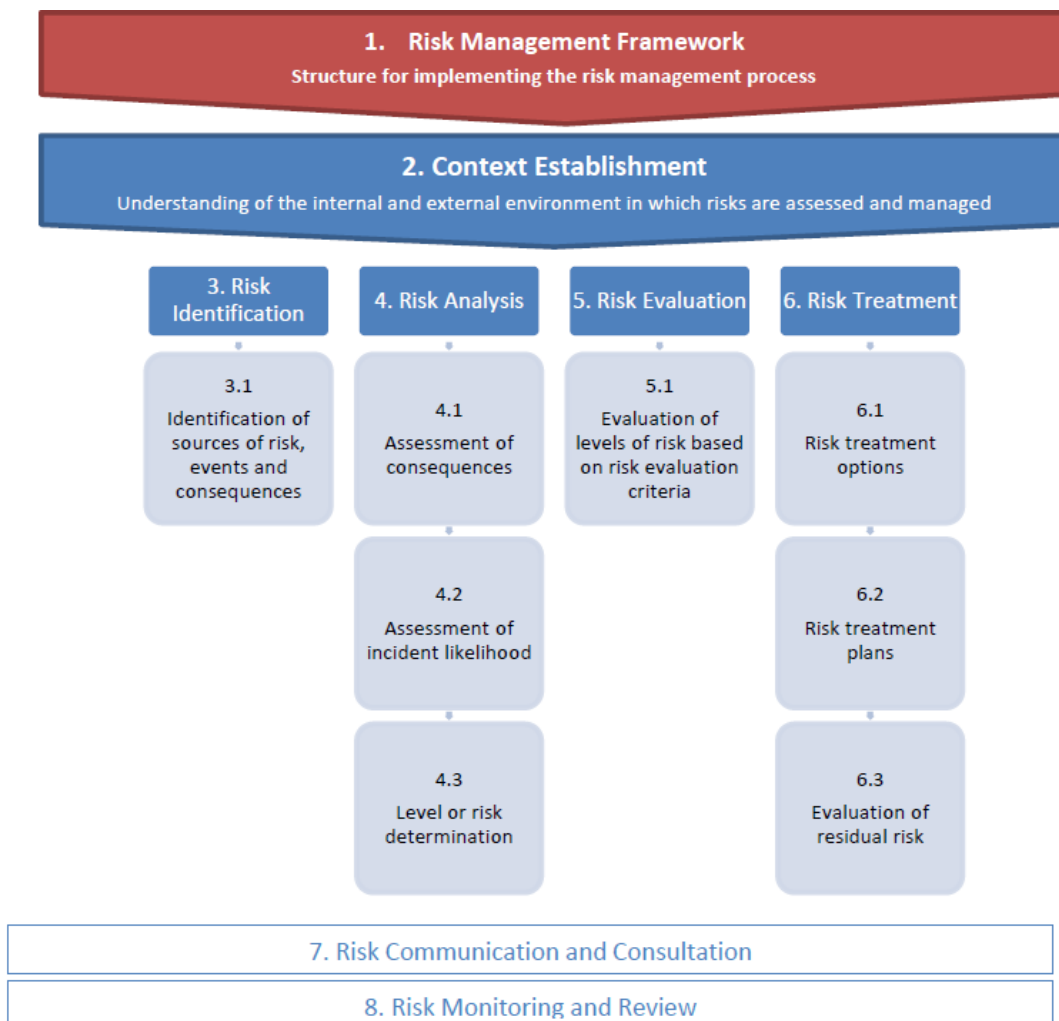 1. Risk Management Framework
Structure for implementing the risk management process
2. Context Establishment
Understanding of the internal and external environment in which risks are assessed and managed
3. Risk
Identification
4. Risk Analysis
5. Risk Evaluation
6. Risk Treatment
3.1
Identification of
sources of risk,
events and
consequences
4.1
Assessment of
consequences
5.1
Evaluation of
levels of risk based
on risk evaluation
criteria
6.1
Risk treatment
options
4.2
Assessment of
incident likelihood
6.2
Risk treatment
plans
4.3
Level or risk
determination
6.3
Evaluation of
residual risk
7. Risk Communication and Consultation
8. Risk Monitoring and Review